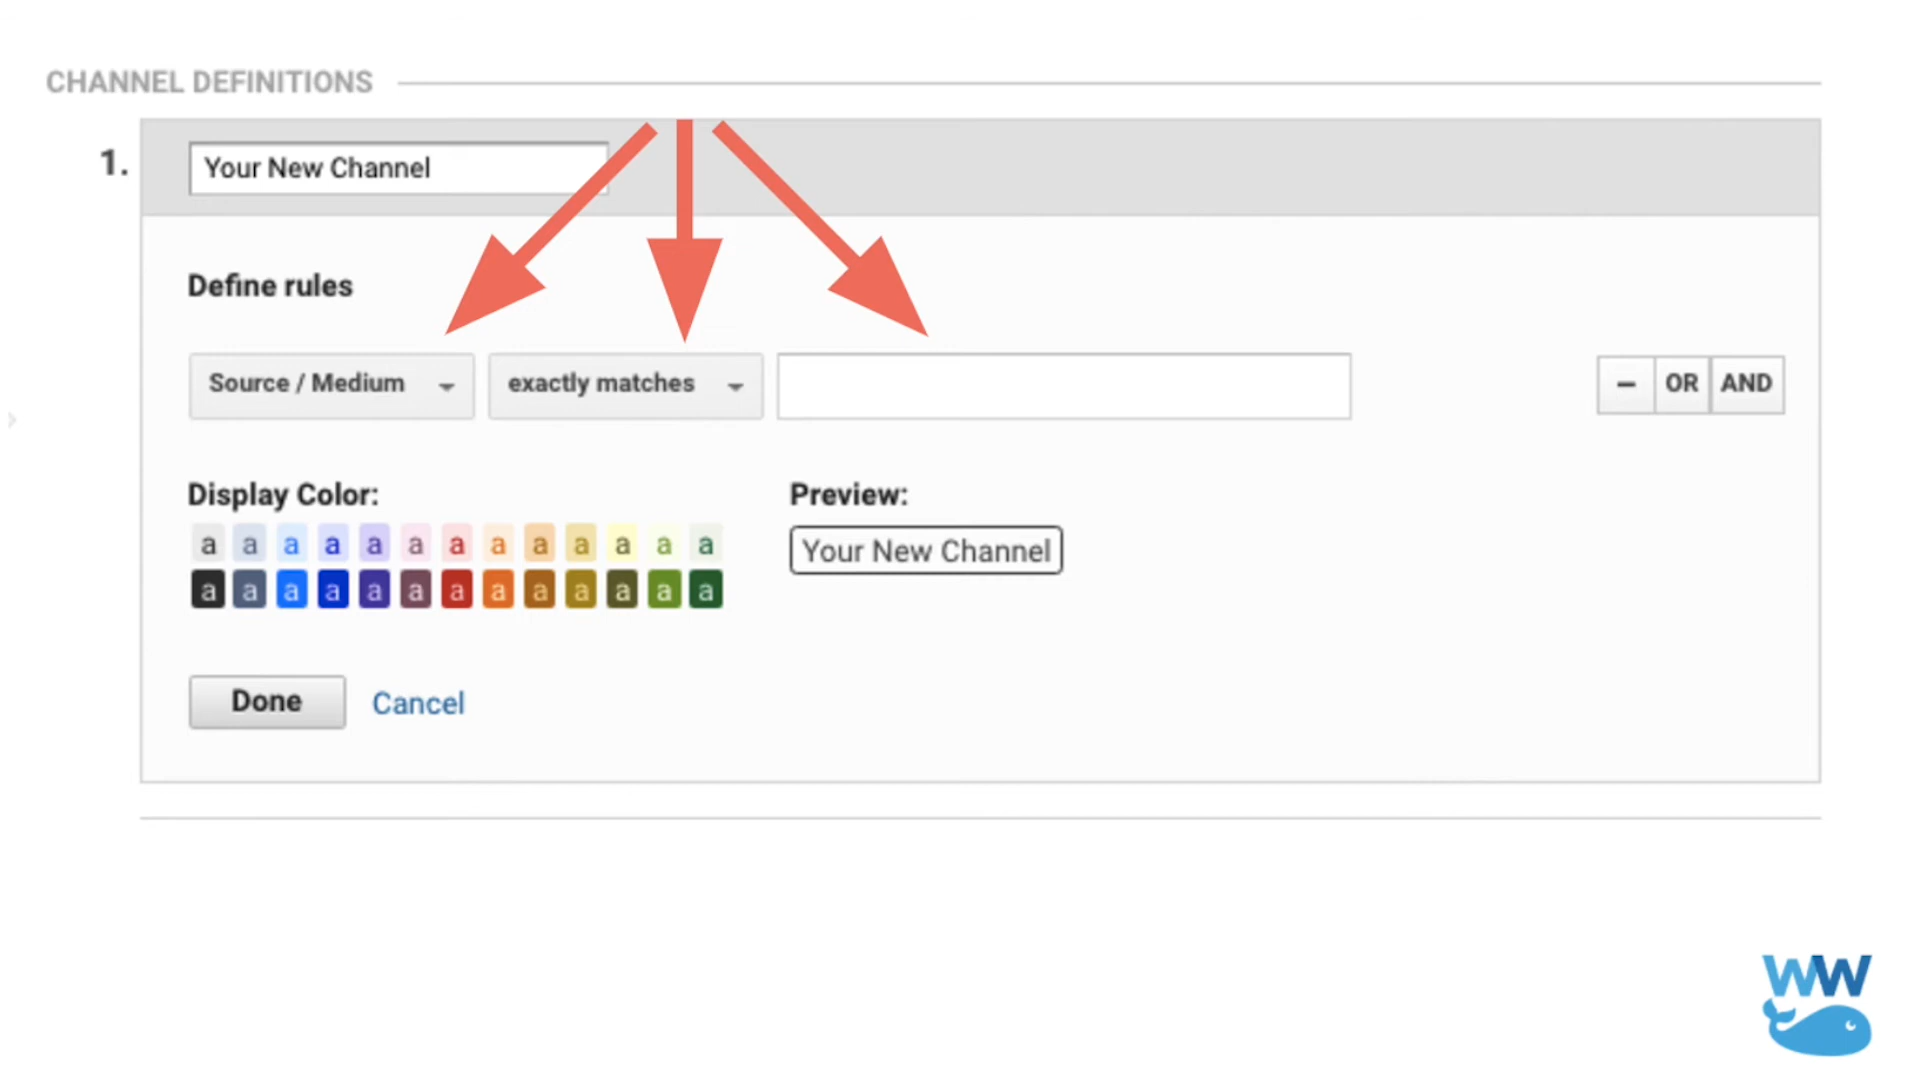 CHANNEL DEFINITIONS
1.
Your New Channel
Define rules
Source / Medium exactly matches – OR AND
Display Color: Preview:
a a a a a a a a a a a a a
Your New Channel
a a a a a a a a a a a a a
Done Cancel
WW